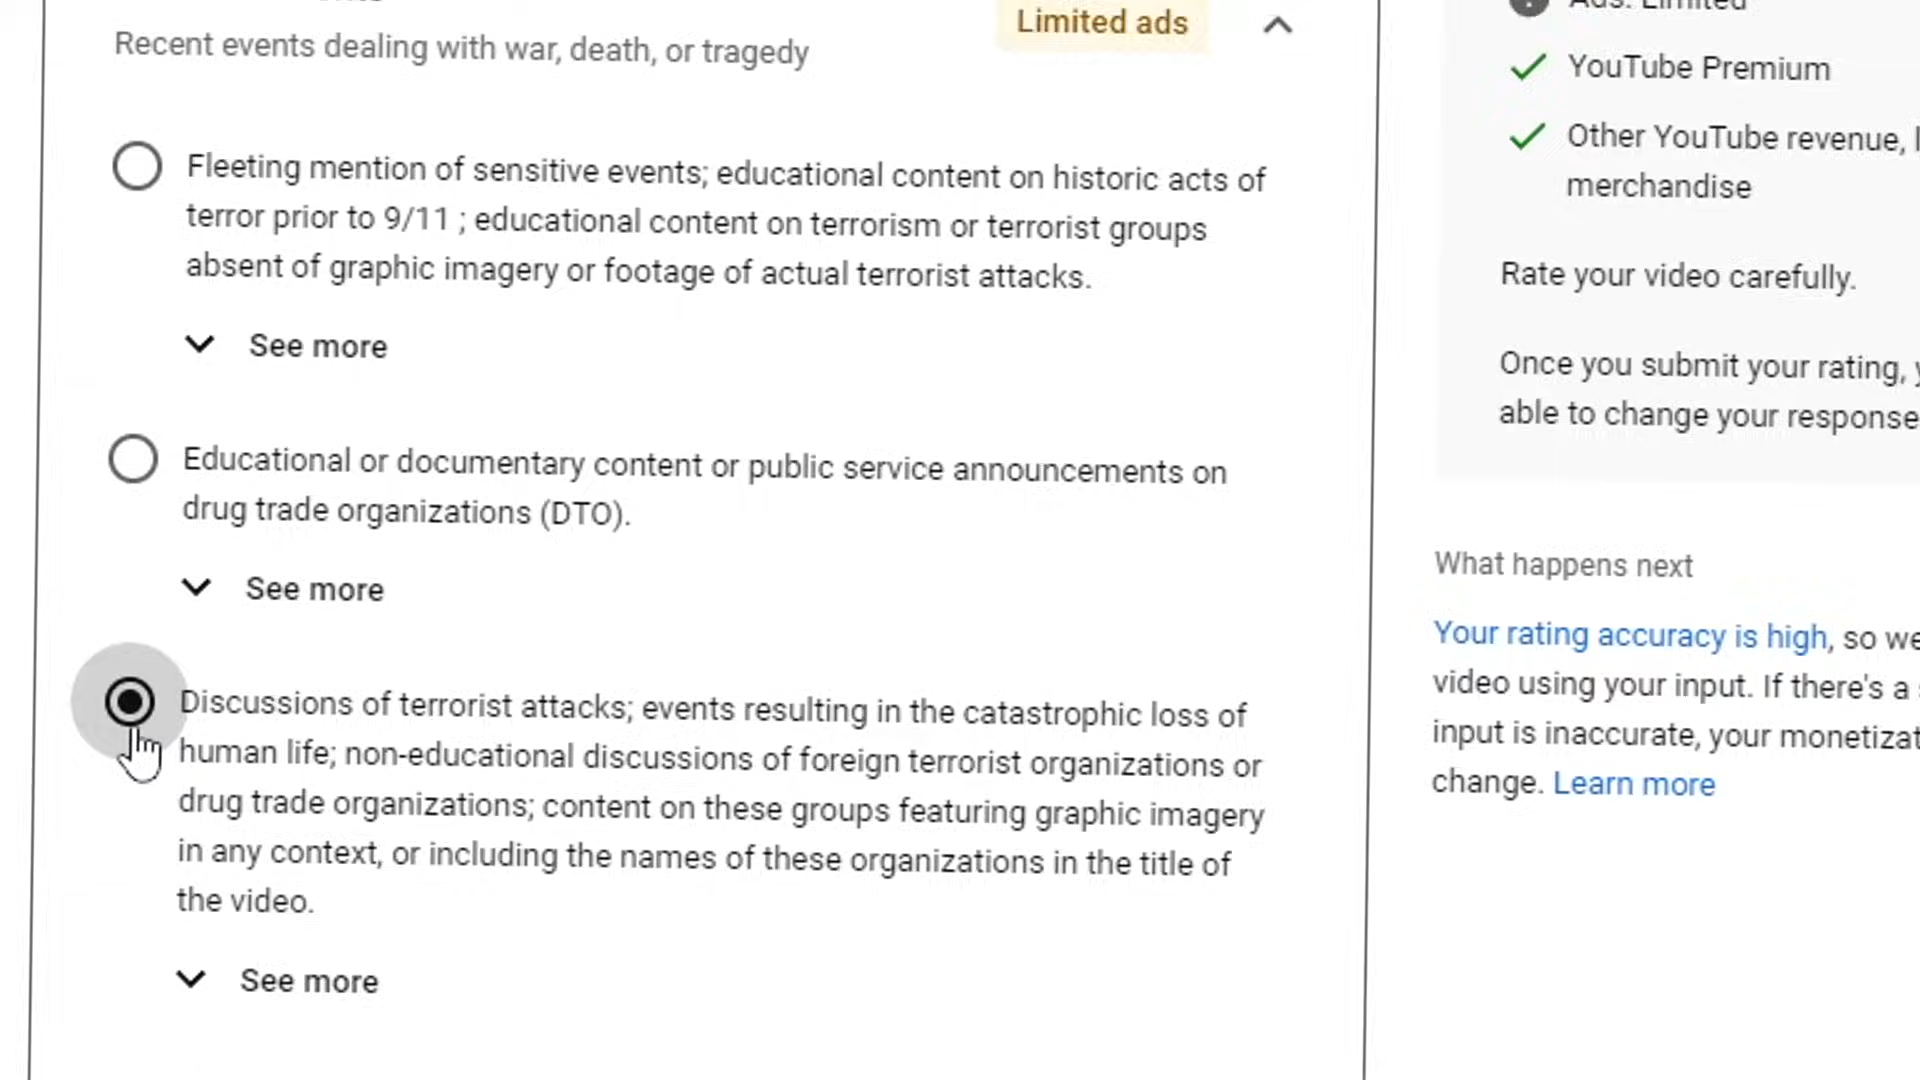 Limited ads
Recent events dealing with war, death, or tragedy
Fleeting mention of sensitive events; educational content on historic acts of
terror prior to 9/11 ; educational content on terrorism or terrorist groups
absent of graphic imagery or footage of actual terrorist attacks.
See more
Educational or documentary content or public service announcements on
drug trade organizations (DTO).
See more
Discussions of terrorist attacks; events resulting in the catastrophic loss of
human life; non-educational discussions of foreign terrorist organizations or
drug trade organizations; content on these groups featuring graphic imagery
in any context, or including the names of these organizations in the title of
the video.
See more
Ads: Limited
YouTube Premium
Other YouTube revenue,
merchandise
Rate your video carefully.
Once you submit your rating,
able to change your response
What happens next
Your rating accuracy is high, so we
video using your input. If there's a
input is inaccurate, your monetizat
change. Learn more